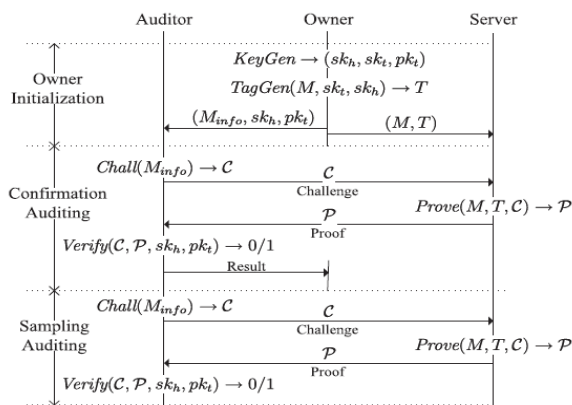 Auditor Owner Server
KeyGen → (sk_h, sk_t, pk_t)
Owner
Initialization
TagGen(M, sk_t, sk_h) → T
(M_info, sk_h, pk_t) (M, T)
Chall(M_info) → C
C
Challenge
Confirmation
Auditing
Prove(M, T, C) → P
P
Proof
Verify(C, P, sk_h, pk_t) → 0/1
Result
Chall(M_info) → C
C
Challenge
Sampling
Auditing
Prove(M, T, C) → P
P
Proof
Verify(C, P, sk_h, pk_t) → 0/1